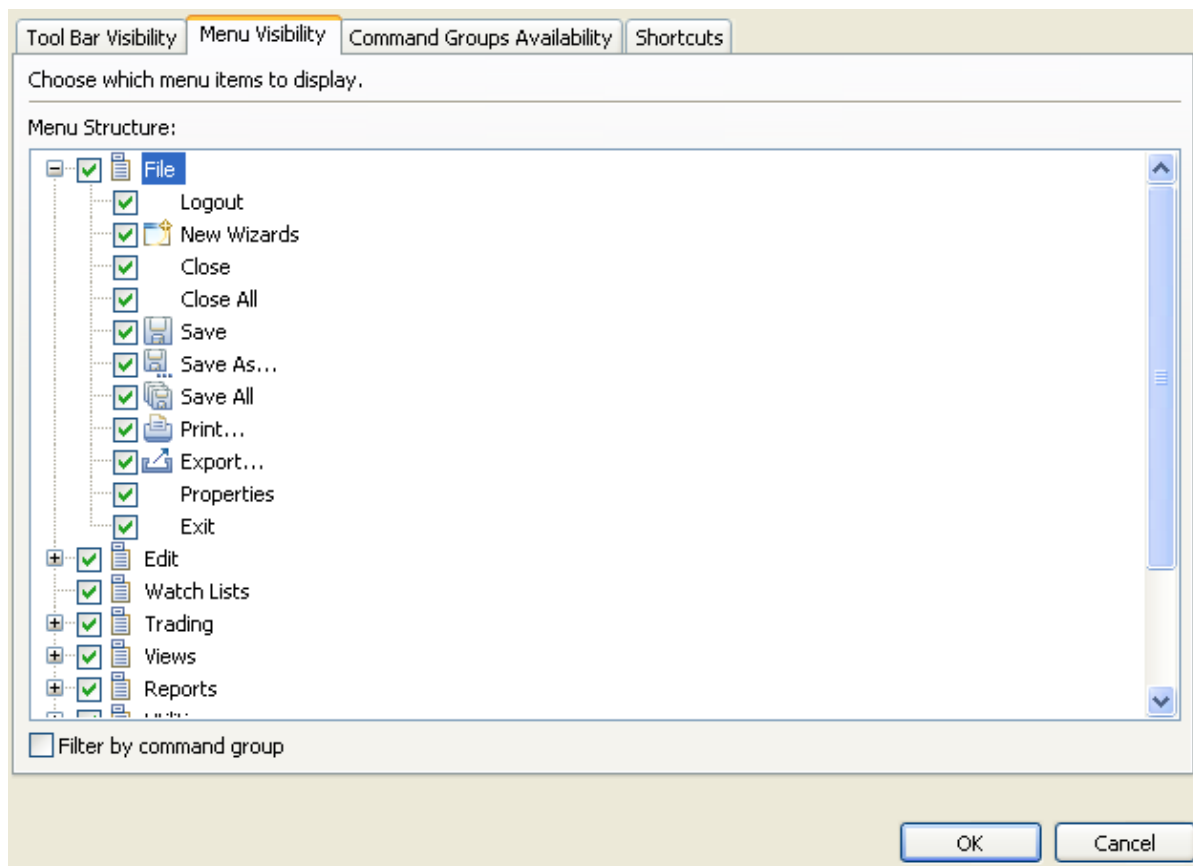 Tool Bar Visibility Menu Visibility Command Groups Availability Shortcuts
Choose which menu items to display.
Menu Structure:
File
Logout
New Wizards
Close
Close All
Save
Save As...
Save All
Print...
Export...
Properties
Exit
Edit
Watch Lists
Trading
Views
Reports
Filter by command group
OK Cancel